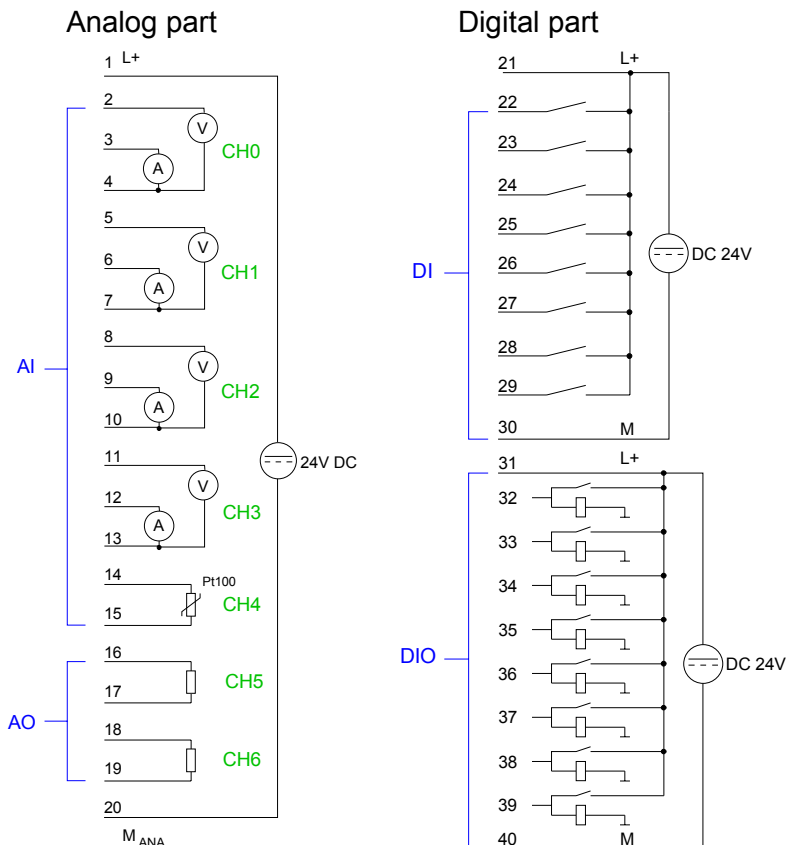 Analog part
1 L+
2
V
3
CH0
A
4
5
V
6
CH1
A
7
8
V
AI
9
CH2
A
10
11
24V DC
V
12
CH3
A
13
14
Pt100
CH4
15
16
CH5
17
AO
18
CH6
19
20
M ANA
Digital part
21 L+
22
23
24
25
DC 24V
DI
26
27
28
29
30 M
31 L+
32
33
34
35
DIO
DC 24V
36
37
38
39
40 M